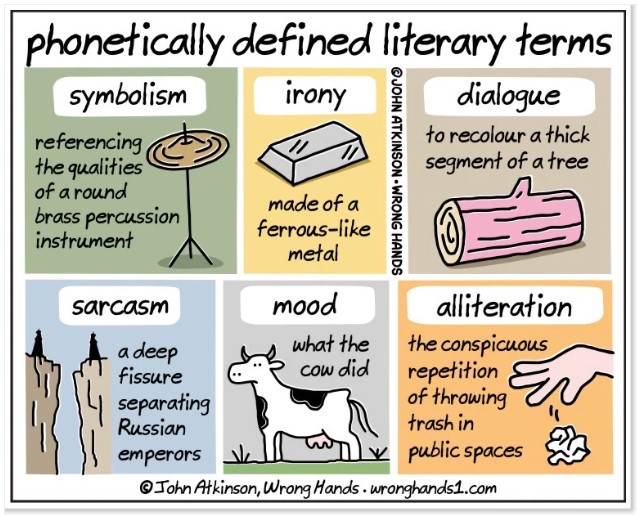 phonetically defined literary terms
symbolism
referencing
the qualities
of a round
brass percussion
instrument
irony
made of a
ferrous-like
metal
©JOHN ATKINSON • WRONG HANDS
dialogue
to recolour a thick
segment of a tree
sarcasm
a deep
fissure
separating
Russian
emperors
mood
what the
cow did
alliteration
the conspicuous
repetition
of throwing
trash in
public spaces
© John Atkinson, Wrong Hands • wronghands1.com